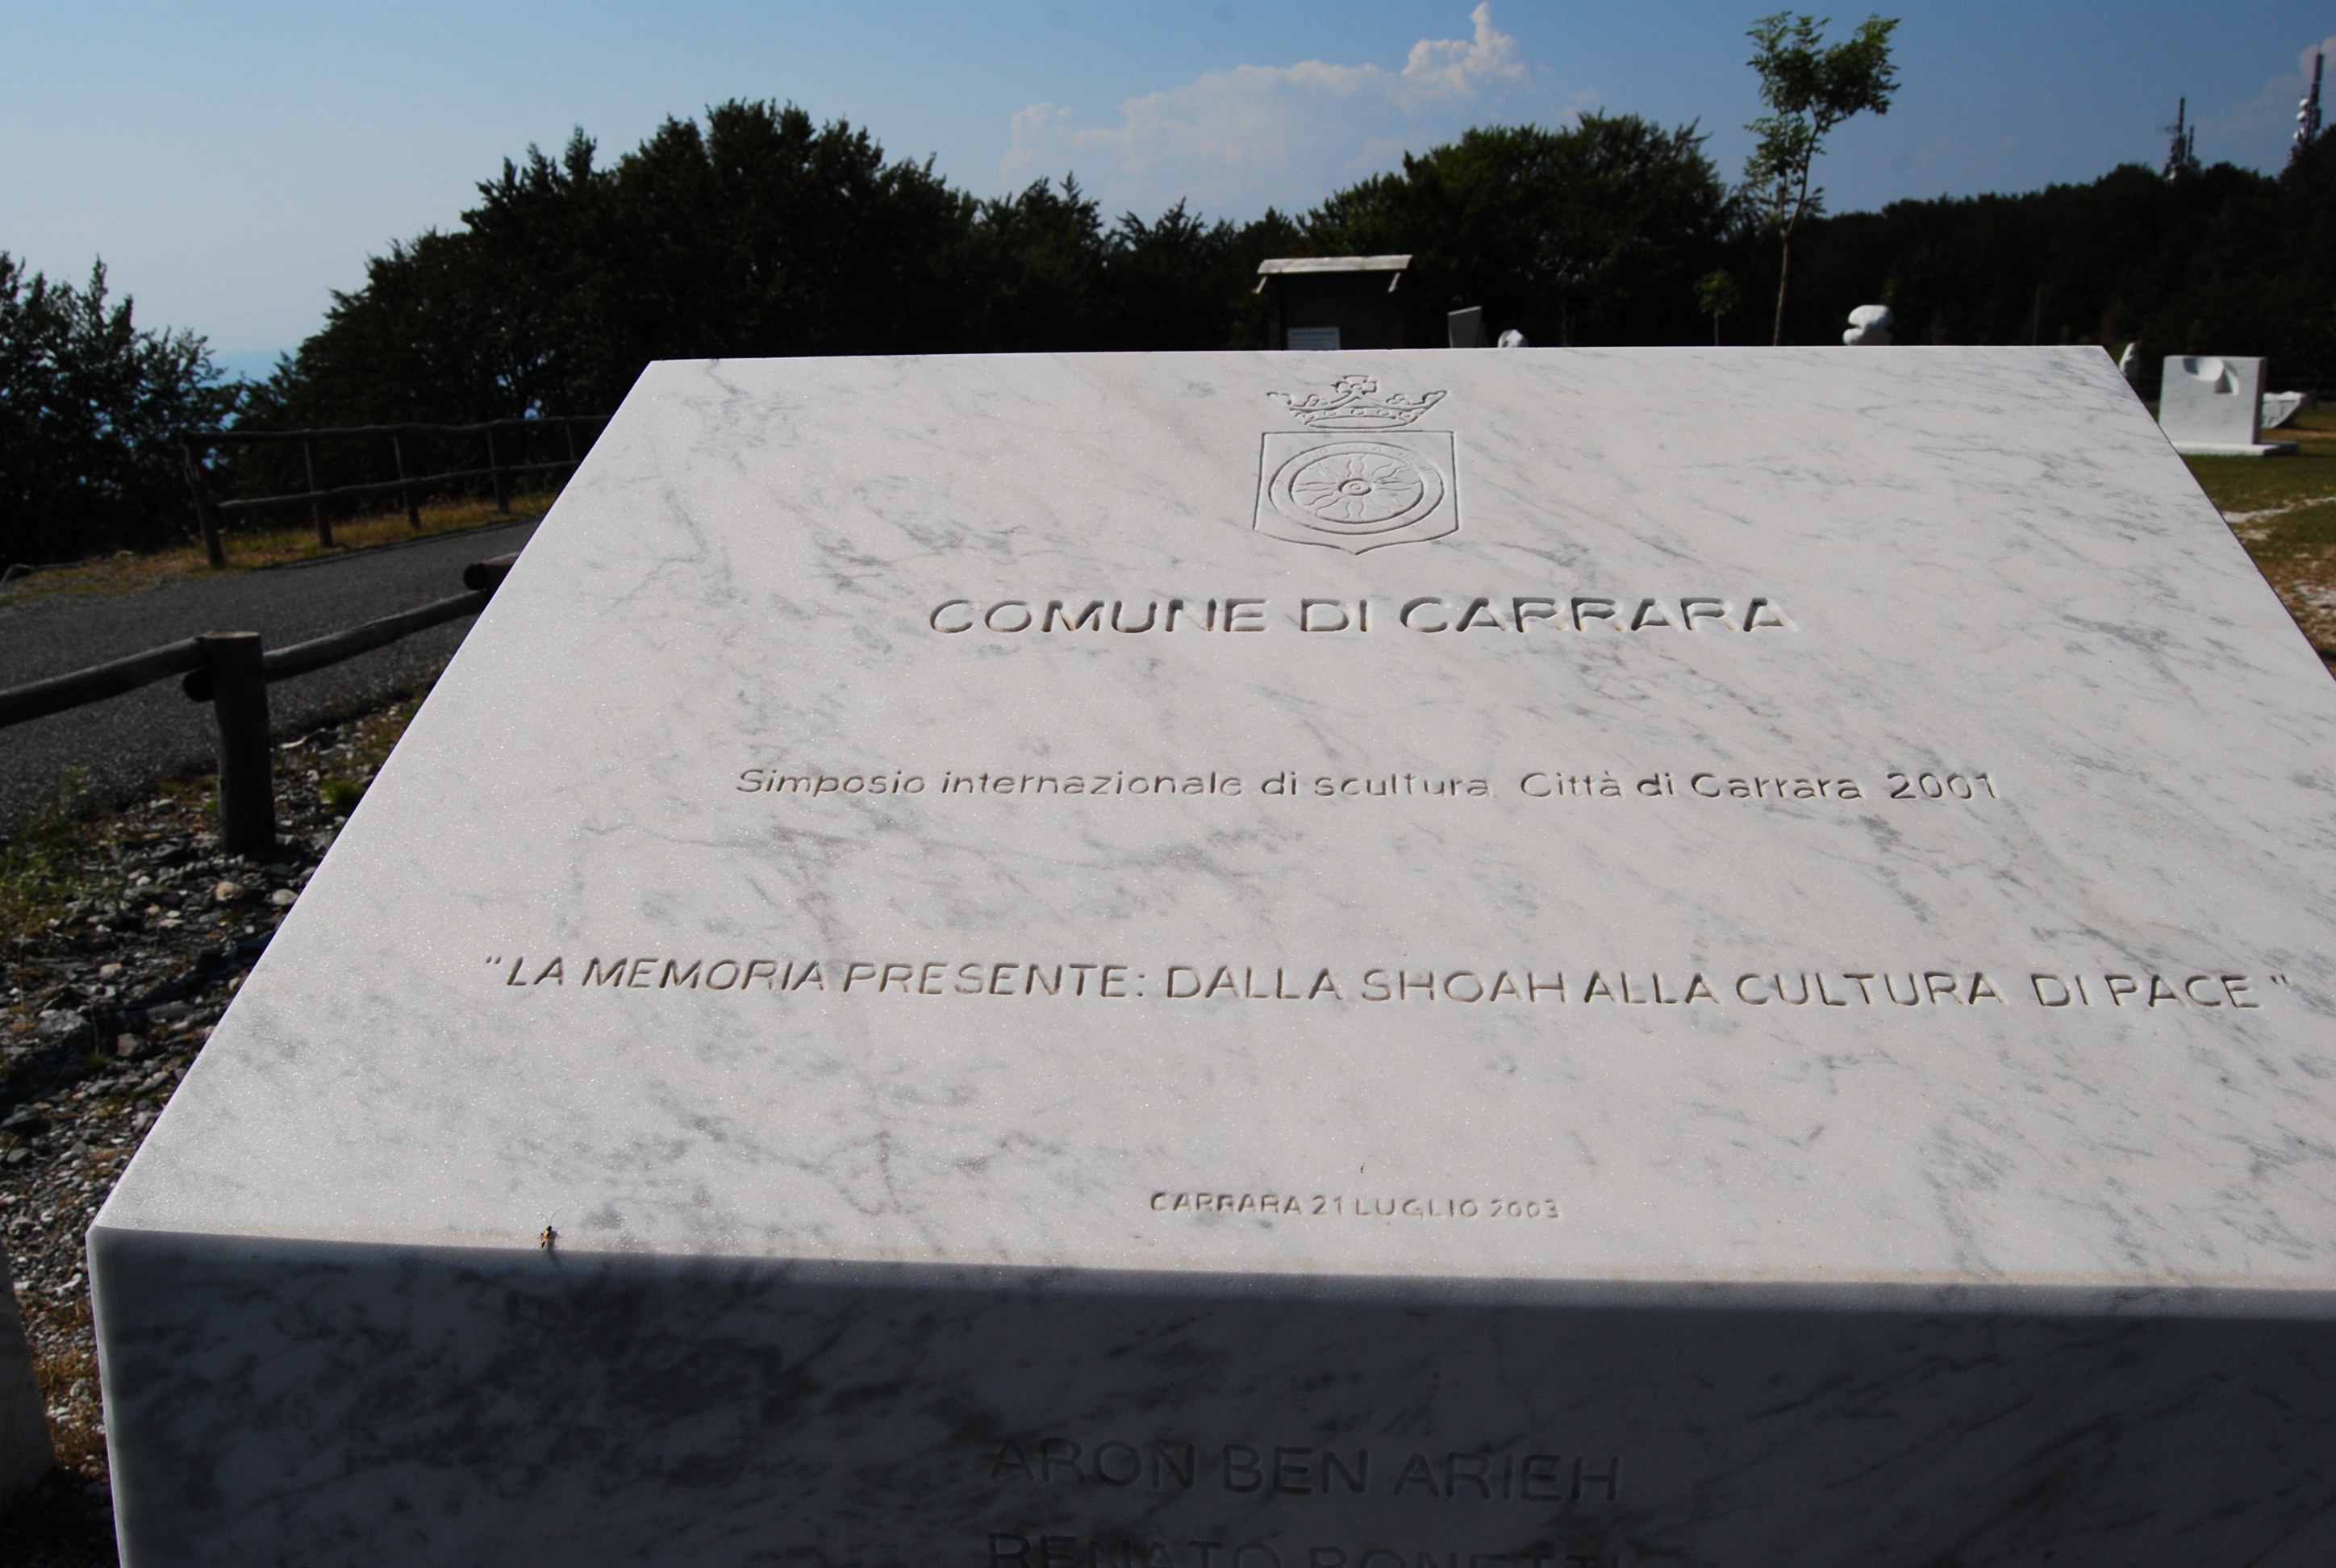 COMUNE DI CARRARA
Simposio internazionale di scultura Città di Carrara 2001
"LA MEMORIA PRESENTE: DALLA SHOAH ALLA CULTURA DI PACE"
CARRARA 21 LUGLIO 2003
ARON BEN ARIEH
RENATO